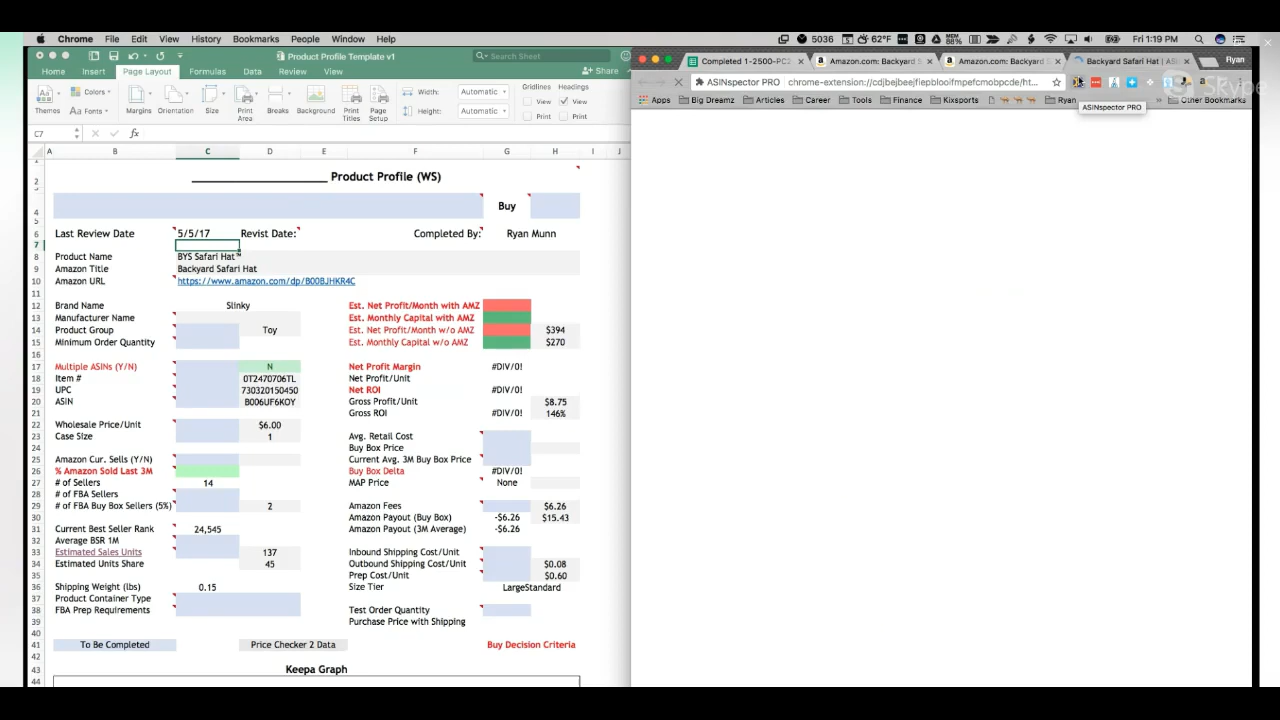 Chrome File Edit View History Bookmarks People Window Help 5036 62°F MEM 88% Fri 1:19 PM
Product Profile Template v1 Search Sheet
Home Insert Page Layout Formulas Data Review View Share
Themes Colors Fonts Margins Orientation Size Print Area Breaks Background Print Titles Page Setup Width: Automatic Height: Automatic Gridlines View Print Headings View Print
C7 fx
A B C D E F G H I J
Product Profile (WS)
Buy
Last Review Date 5/5/17 Revist Date: Completed By: Ryan Munn
Product Name BYS Safari Hat
Amazon Title Backyard Safari Hat
Amazon URL https://www.amazon.com/dp/B00BJHKR4C
Brand Name Slinky Est. Net Profit/Month with AMZ
Manufacturer Name Est. Monthly Capital with AMZ
Product Group Toy Est. Net Profit/Month w/o AMZ $394
Minimum Order Quantity Est. Monthly Capital w/o AMZ $270
Multiple ASINs (Y/N) N Net Profit Margin #DIV/0!
Item # 0T2470706TL Net Profit/Unit
UPC 730320150450 Net ROI #DIV/0!
ASIN B006UF6KOY Gross Profit/Unit $8.75
Gross ROI #DIV/0! 146%
Wholesale Price/Unit $6.00
Case Size 1 Avg. Retail Cost
Buy Box Price
Amazon Cur. Sells (Y/N) Current Avg. 3M Buy Box Price
% Amazon Sold Last 3M Buy Box Delta #DIV/0!
# of Sellers 14 MAP Price None
# of FBA Sellers
# of FBA Buy Box Sellers (5%) 2 Amazon Fees $6.26
Amazon Payout (Buy Box) -$6.26 $15.43
Current Best Seller Rank 24,545 Amazon Payout (3M Average) -$6.26
Average BSR 1M
Estimated Sales Units 137 Inbound Shipping Cost/Unit
Estimated Units Share 45 Outbound Shipping Cost/Unit $0.08
Prep Cost/Unit $0.60
Shipping Weight (lbs) 0.15 Size Tier LargeStandard
Product Container Type
FBA Prep Requirements Test Order Quantity
Purchase Price with Shipping
To Be Completed Price Checker 2 Data Buy Decision Criteria
Keepa Graph
Completed 1-2500-PC2 Amazon.com: Backyard S Amazon.com: Backyard S Backyard Safari Hat | Ryan
ASINspector PRO chrome-extension://cdjbejbeejfiepblooifmpefcmobpcde/ht...
Apps Big Dreamz Articles Career Tools Finance Kixsports Ryan Other Bookmarks
ASINspector PRO
Skype